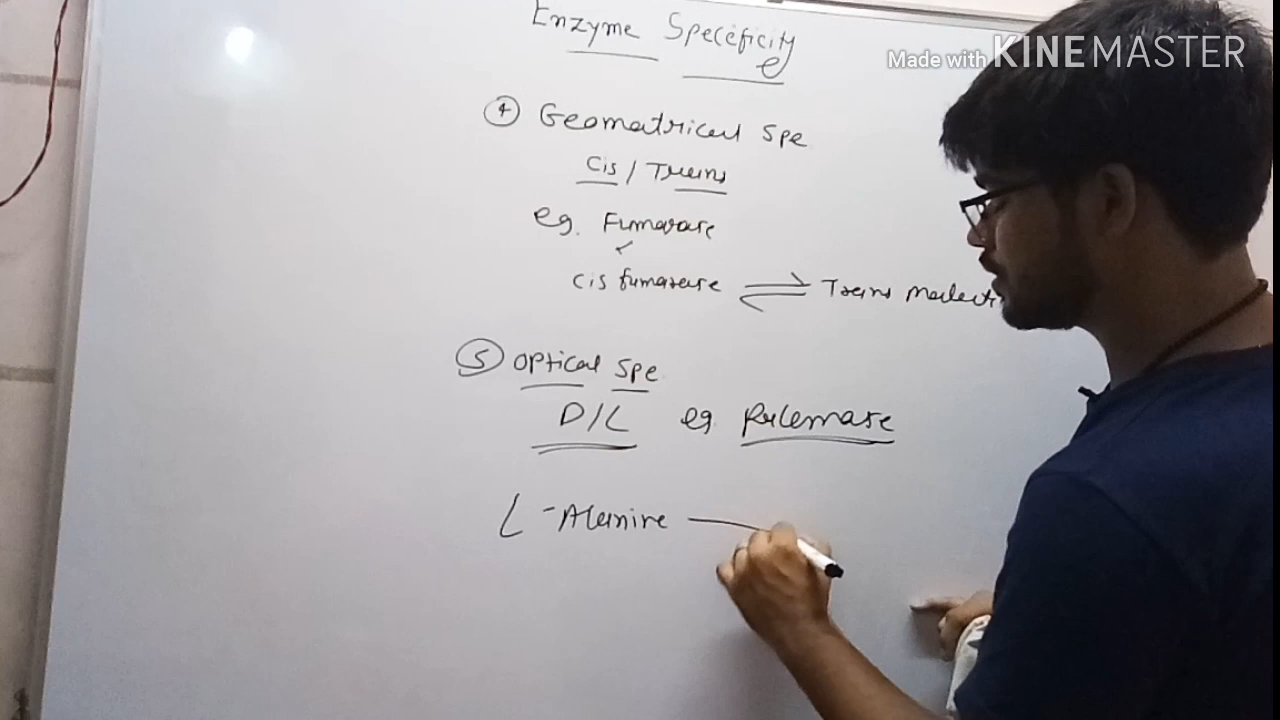 Enzyme Specificity
Made with KINEMASTER
④ Geomatrical Spe
Cis / Trans
eg. Fumarase
Cis fumarase ⇌ Trans
⑤ Optical Spe
D/L eg. Racemase
L-Alanine